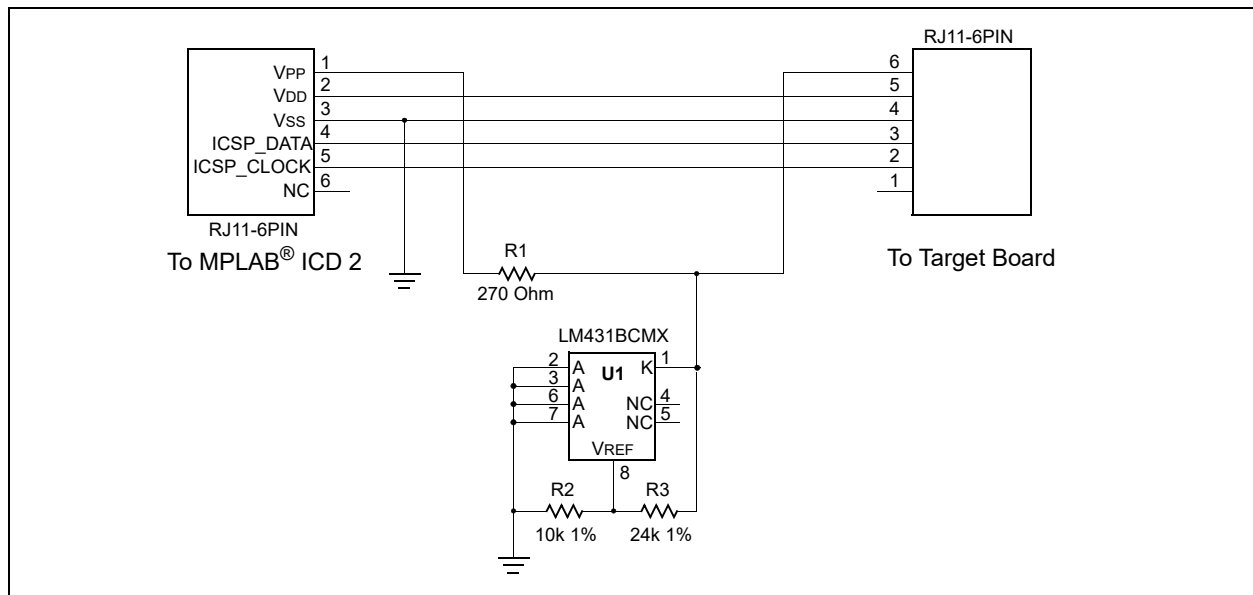 RJ11-6PIN
VPP 1
VDD 2
VSS 3
ICSP_DATA 4
ICSP_CLOCK 5
NC 6
RJ11-6PIN
To MPLAB® ICD 2
6
5
4
3
2
1
To Target Board
R1
270 Ohm
LM431BCMX
2 A U1 K 1
3 A
6 A NC 4
7 A NC 5
VREF
8
R2 R3
10k 1% 24k 1%